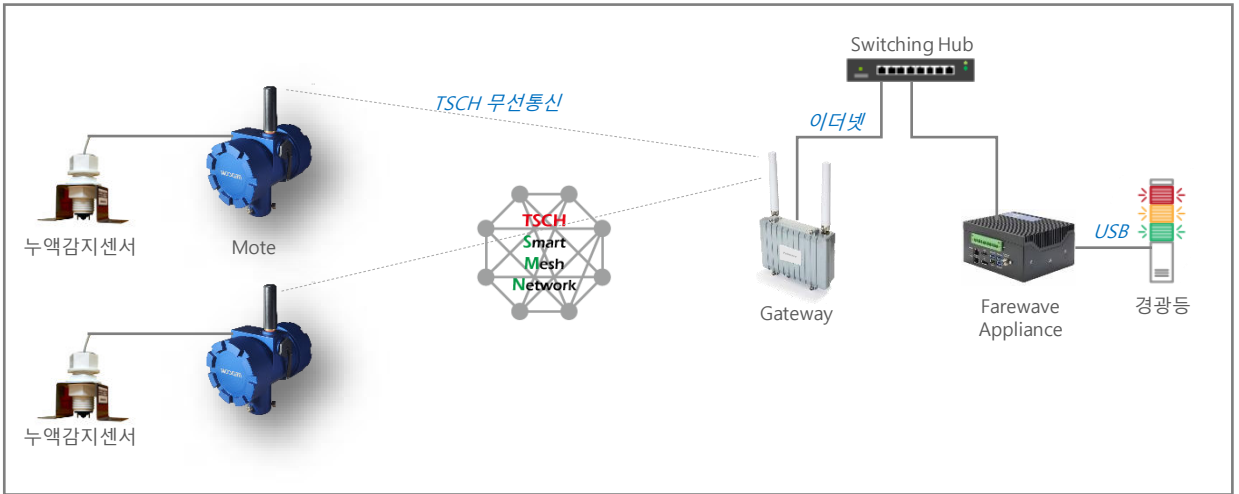 Switching Hub
TSCH 무선통신
이더넷
누액감지센서
Mote
TSCH
Smart
Mesh
Network
Gateway
USB
Farewave
Appliance
경광등
누액감지센서